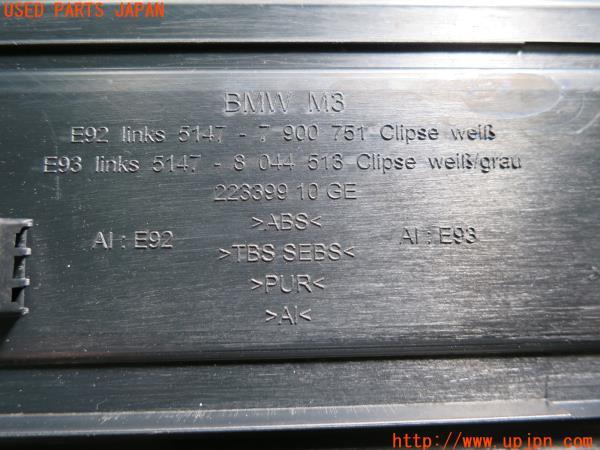 USED PARTS JAPAN
BMW M3
E92 links 5147 - 7 900 751 Clipse weiß
E93 links 5147 - 8 044 513 Clipse weiß/grau
223399 10 GE
>ABS<
AI : E92
>TBS SEBS<
AI : E93
>PUR<
>AI<
http://www.upjpn.com